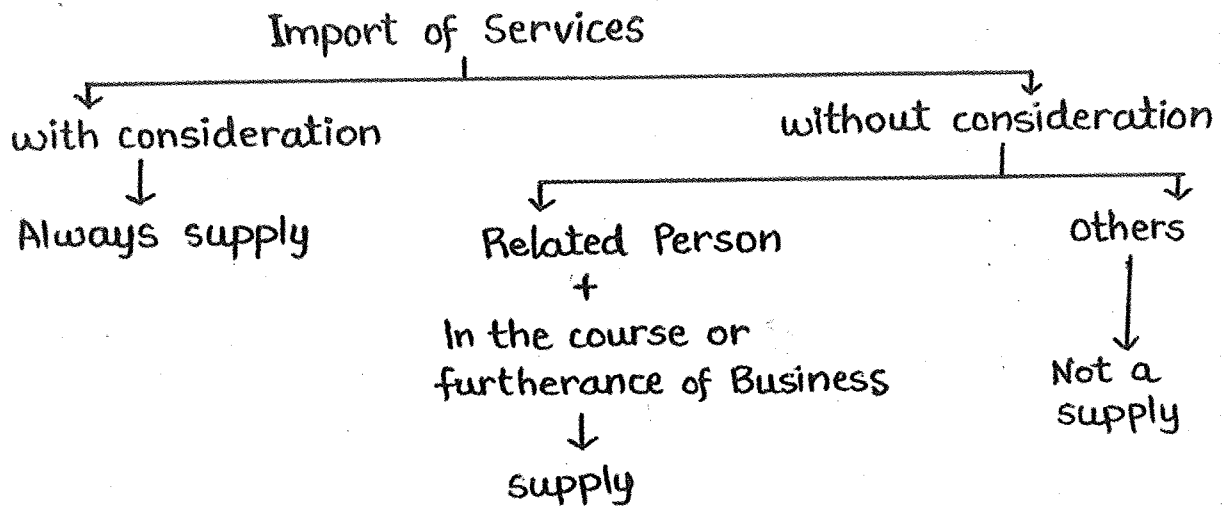 Import of Services
with consideration
without consideration
Always supply
Related Person
others
+
In the course or
furtherance of Business
Not a
supply
supply